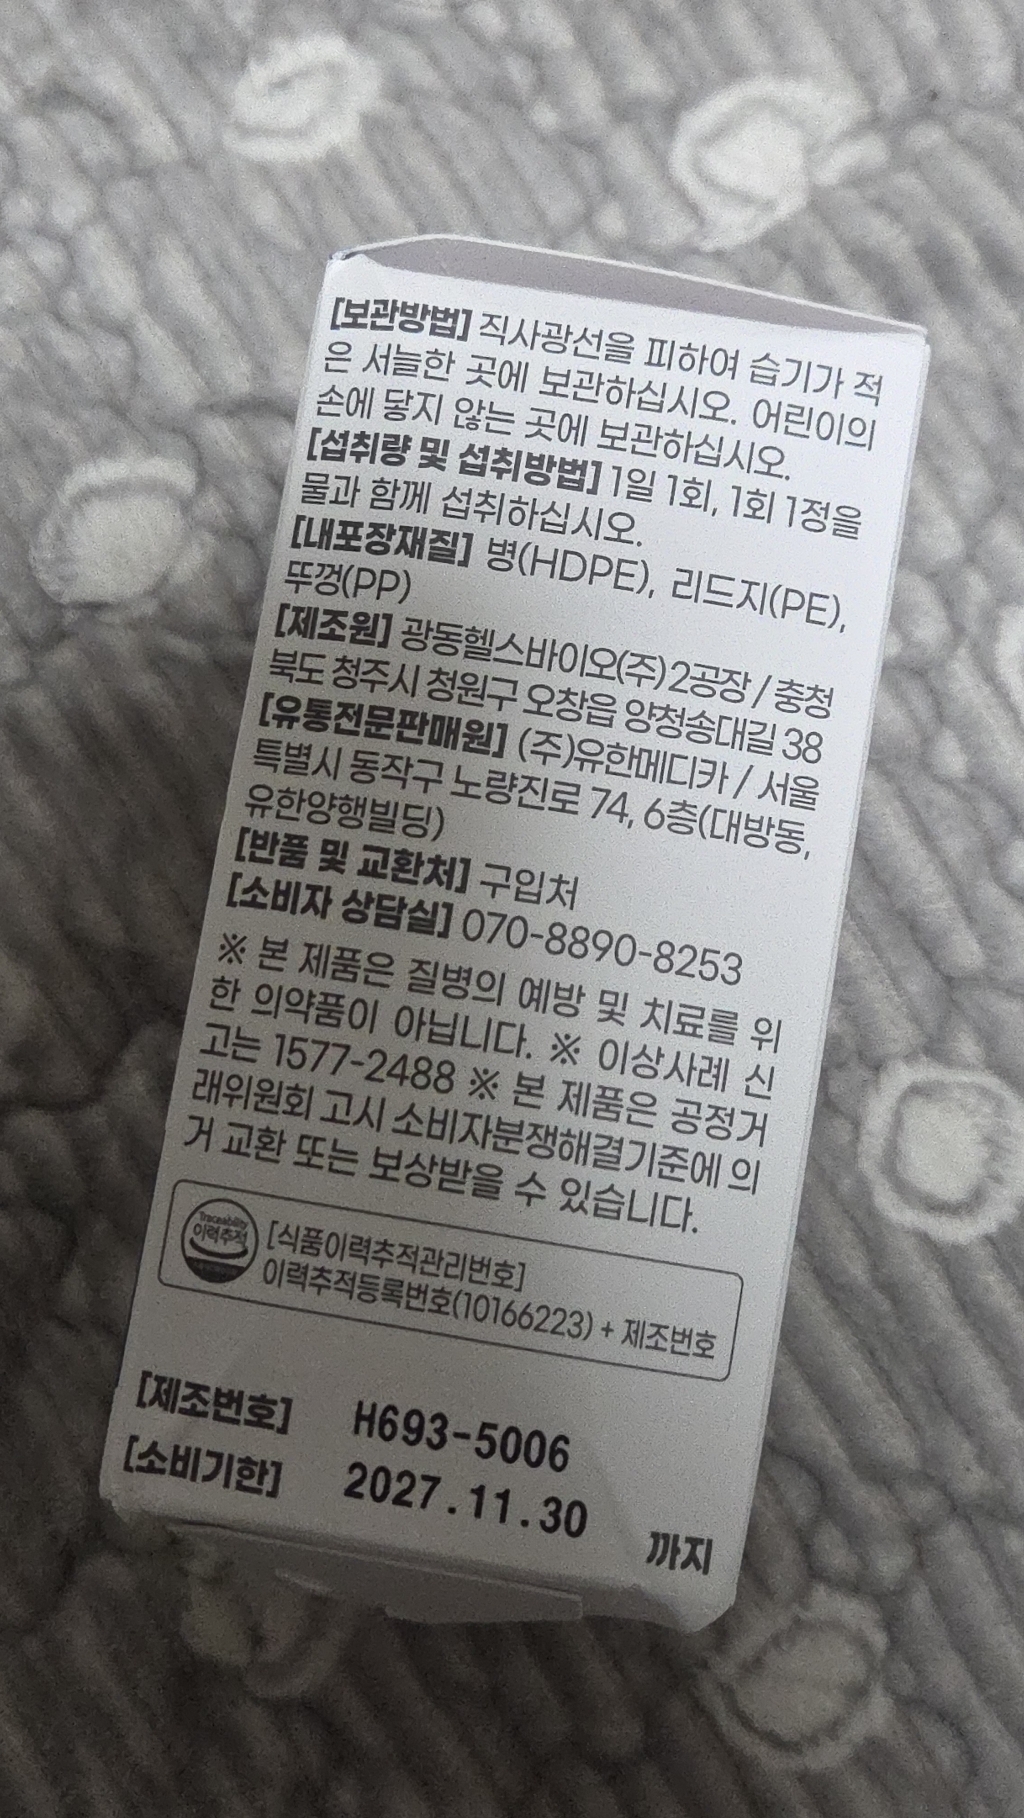 [보관방법] 직사광선을 피하여 습기가 적
은 서늘한 곳에 보관하십시오. 어린이의
손에 닿지 않는 곳에 보관하십시오.
[섭취량 및 섭취방법] 1일 1회, 1회 1정을
물과 함께 섭취하십시오.
[내포장재질] 병(HDPE), 리드지(PE),
뚜껑(PP)
[제조원] 광동헬스바이오(주) 2공장 / 충청
북도 청주시 청원구 오창읍 양청송대길 38
[유통전문판매원] (주)유한메디카 / 서울
특별시 동작구 노량진로 74, 6층(대방동,
유한양행빌딩)
[반품 및 교환처] 구입처
[소비자 상담실] 070-8890-8253
※ 본 제품은 질병의 예방 및 치료를 위
한 의약품이 아닙니다. ※ 이상사례 신
고는 1577-2488 ※ 본 제품은 공정거
래위원회 고시 소비자분쟁해결기준에 의
거 교환 또는 보상받을 수 있습니다.
Traceability
이력추적
[식품이력추적관리번호]
이력추적등록번호(10166223) + 제조번호
[제조번호] H693-5006
[소비기한] 2027.11.30 까지